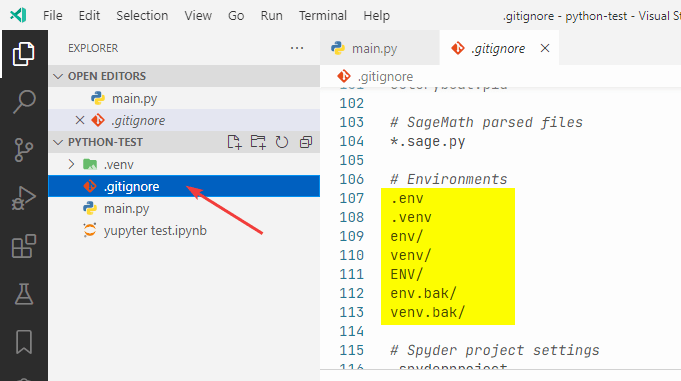 File Edit Selection View Go Run Terminal Help .gitignore - python-test - Visual St
EXPLORER
OPEN EDITORS
main.py
.gitignore
PYTHON-TEST
.venv
.gitignore
main.py
yupyter test.ipynb
main.py .gitignore
.gitignore
102
103 # SageMath parsed files
104 *.sage.py
105
106 # Environments
107 .env
108 .venv
109 env/
110 venv/
111 ENV/
112 env.bak/
113 venv.bak/
114
115 # Spyder project settings
116 .spyderproject